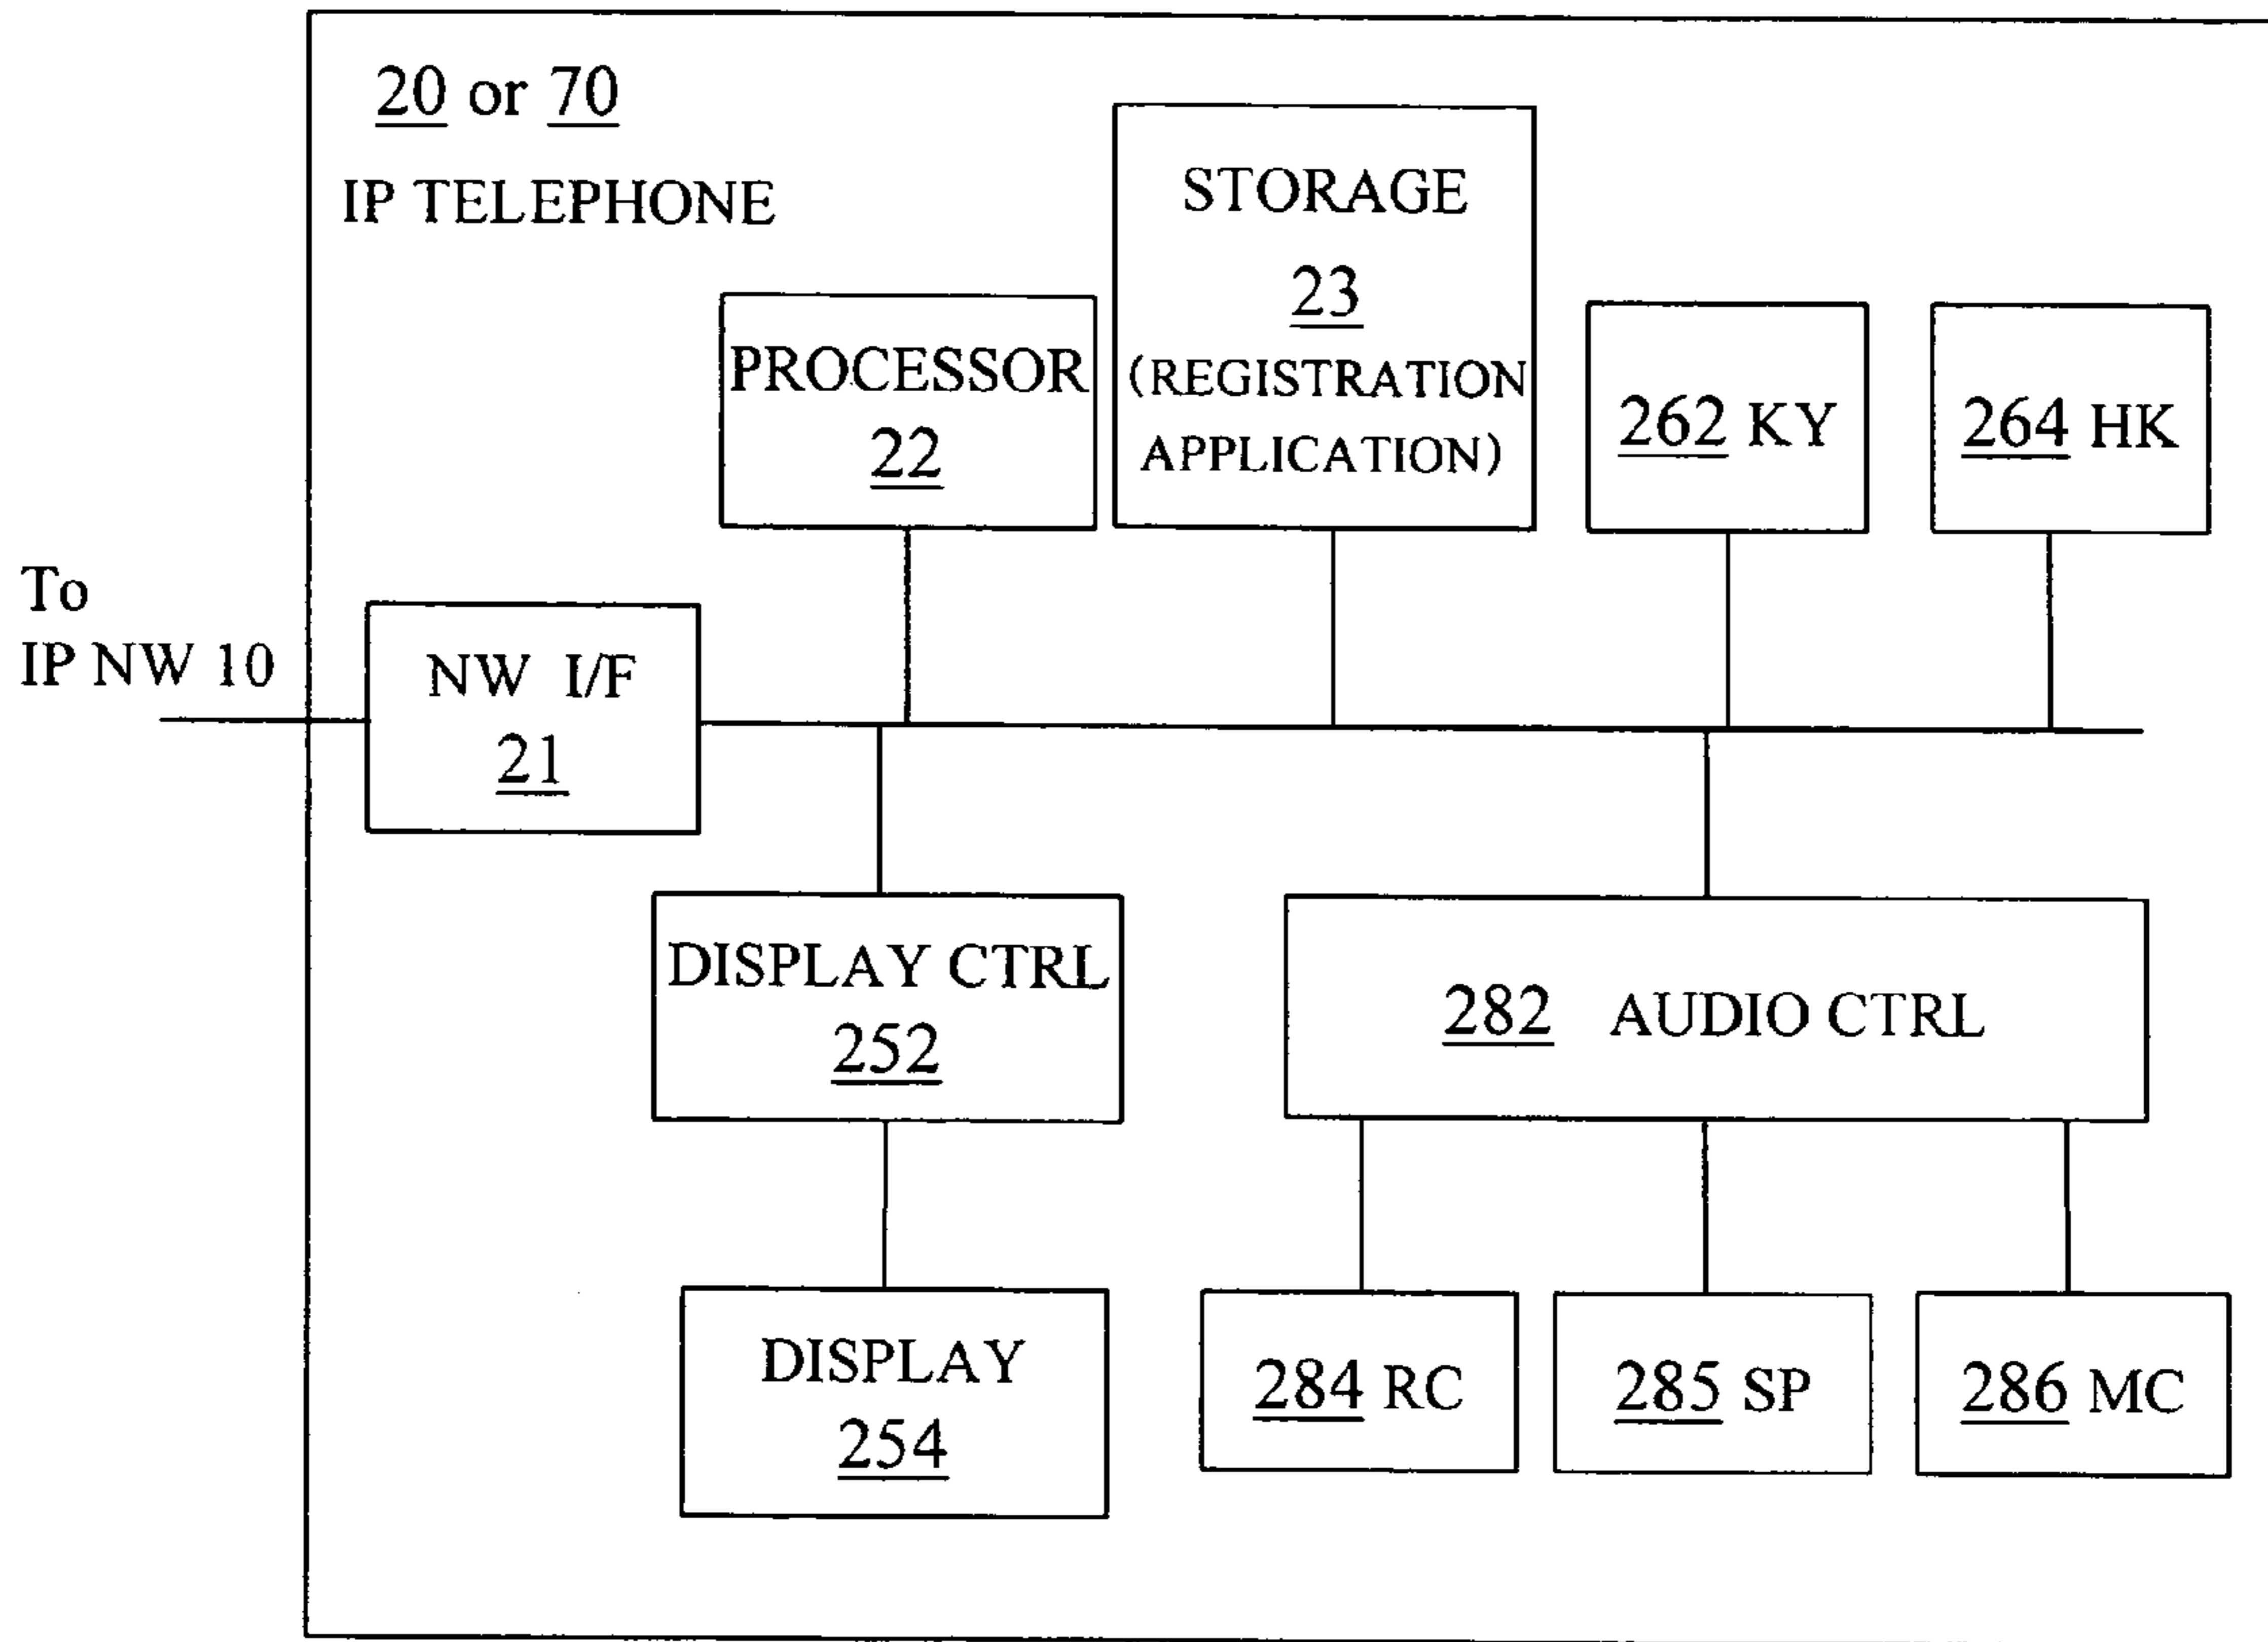 20 or 70
IP TELEPHONE
STORAGE
23
(REGISTRATION
APPLICATION)
PROCESSOR
22
262 KY
264 HK
To
IP NW 10
NW I/F
21
DISPLAY CTRL
252
282 AUDIO CTRL
DISPLAY
254
284 RC
285 SP
286 MC